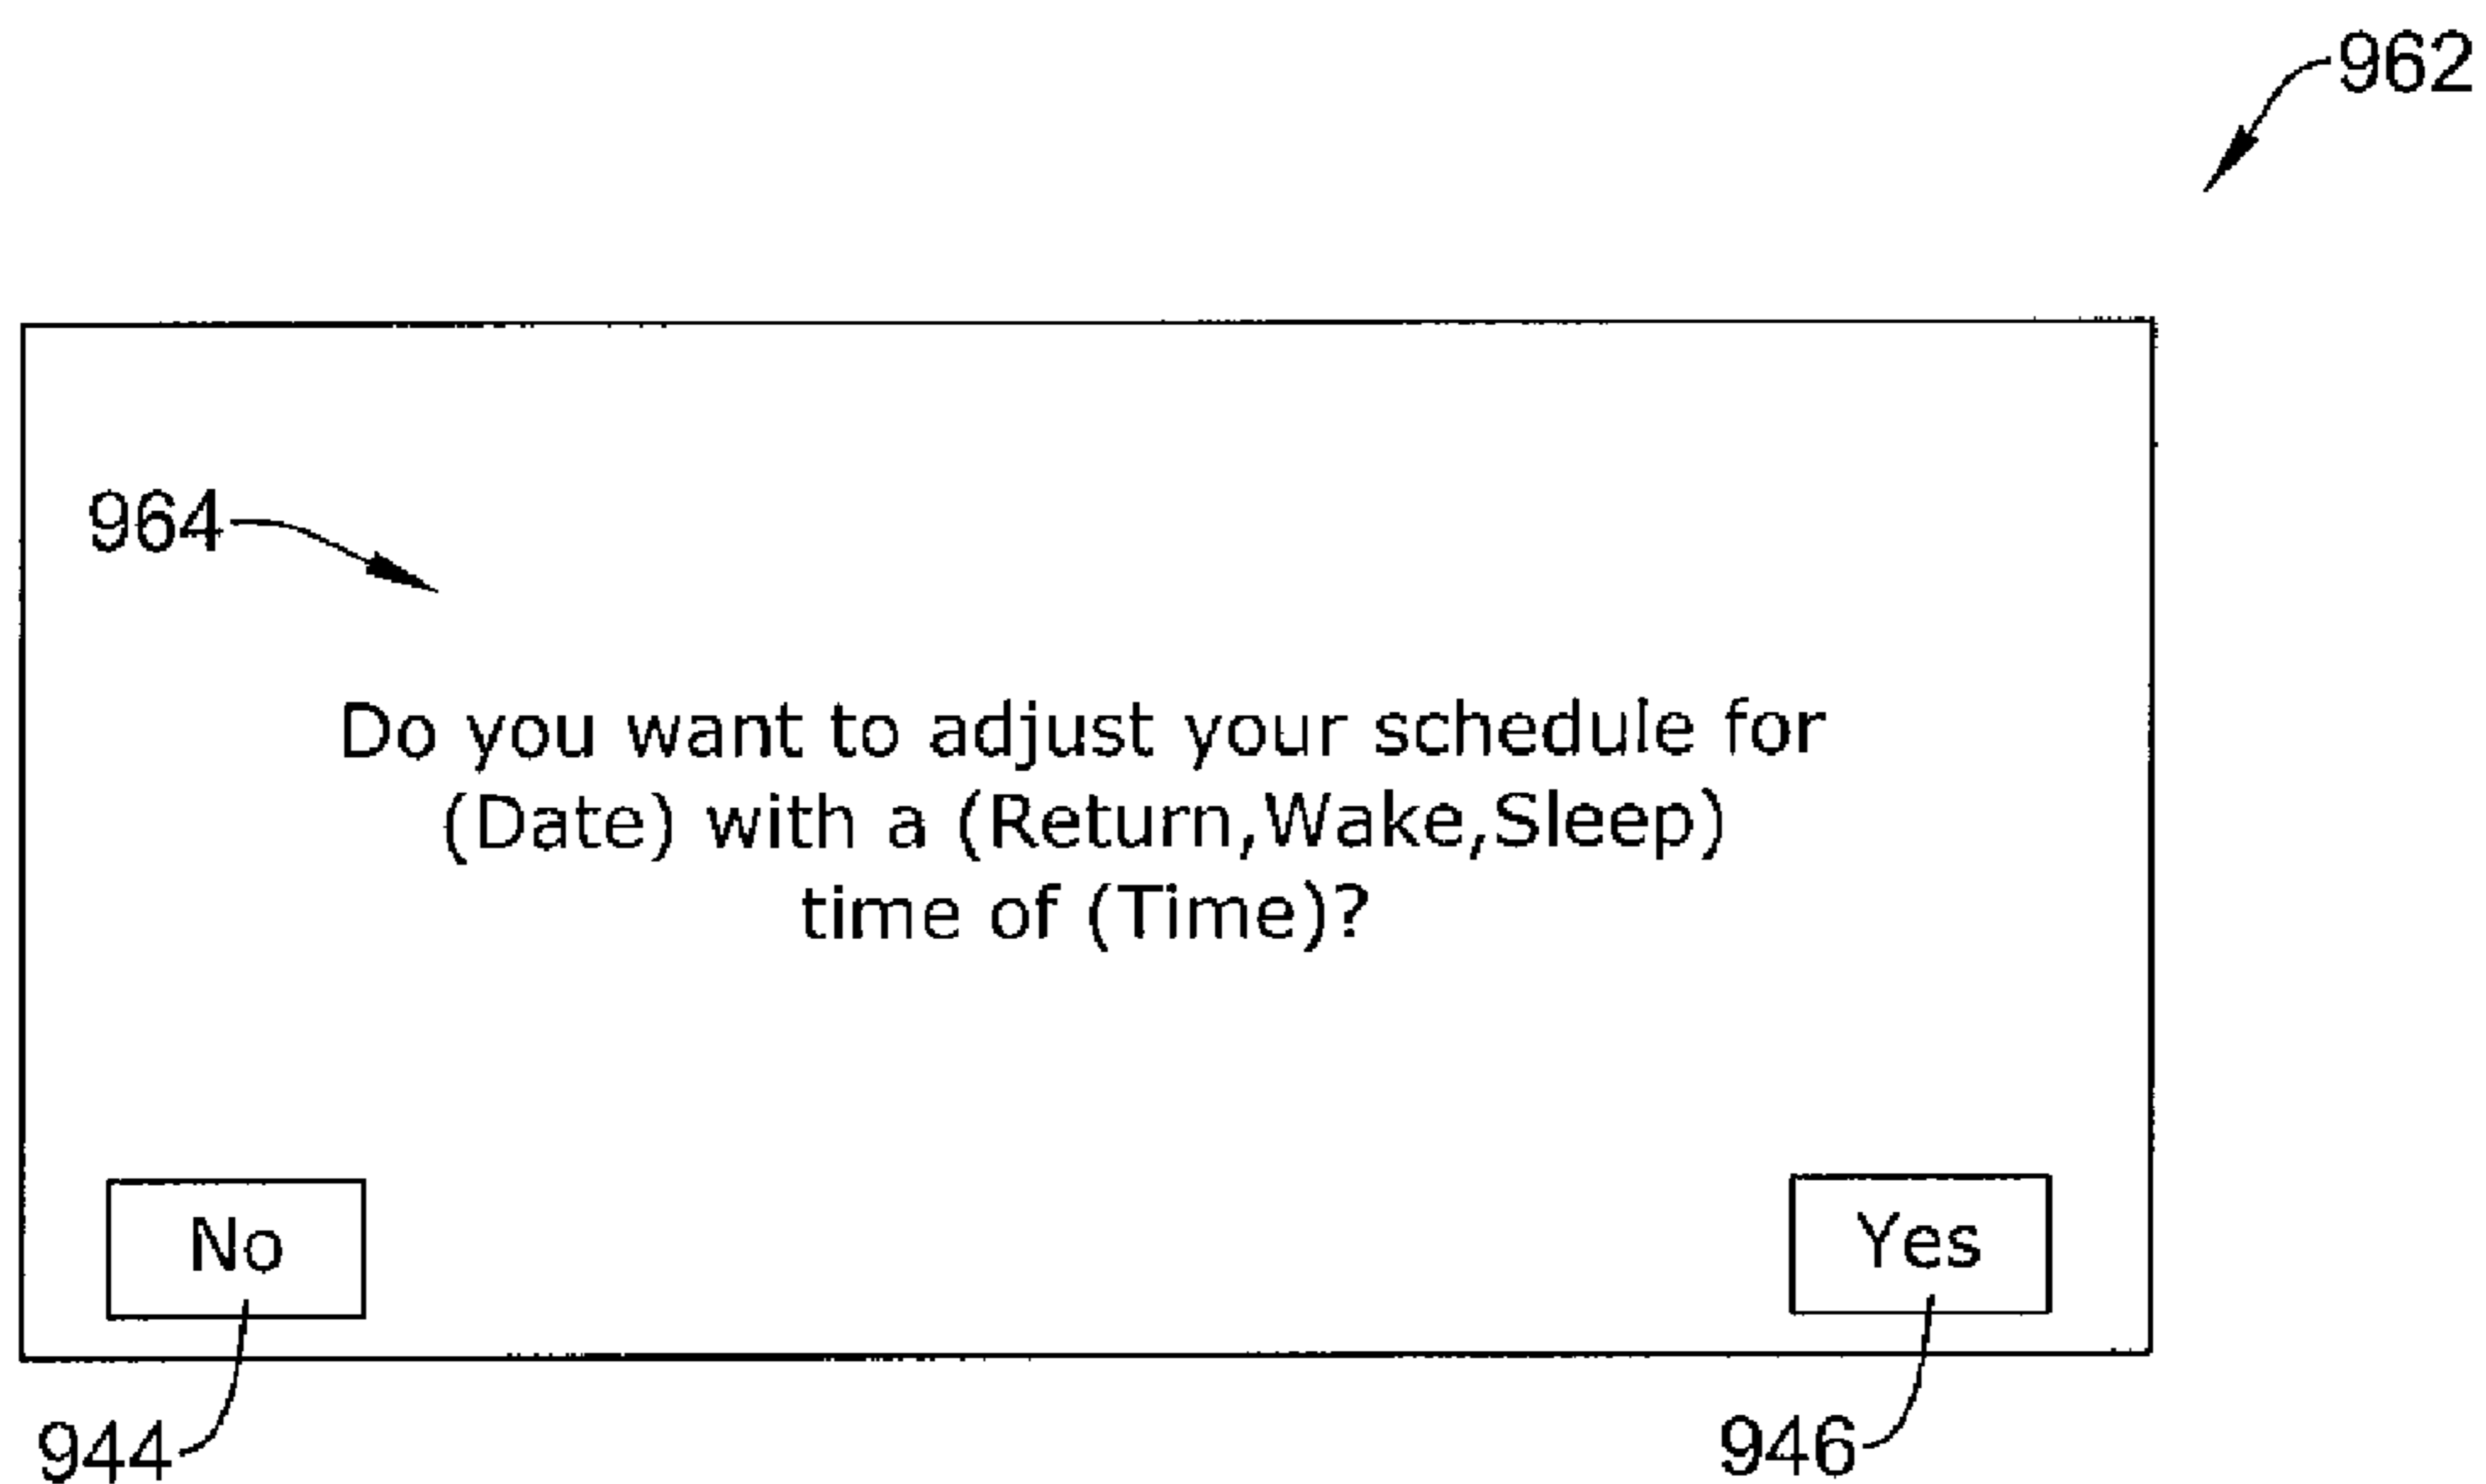 962
964
Do you want to adjust your schedule for
(Date) with a (Return,Wake,Sleep)
time of (Time)?
No
Yes
944
946